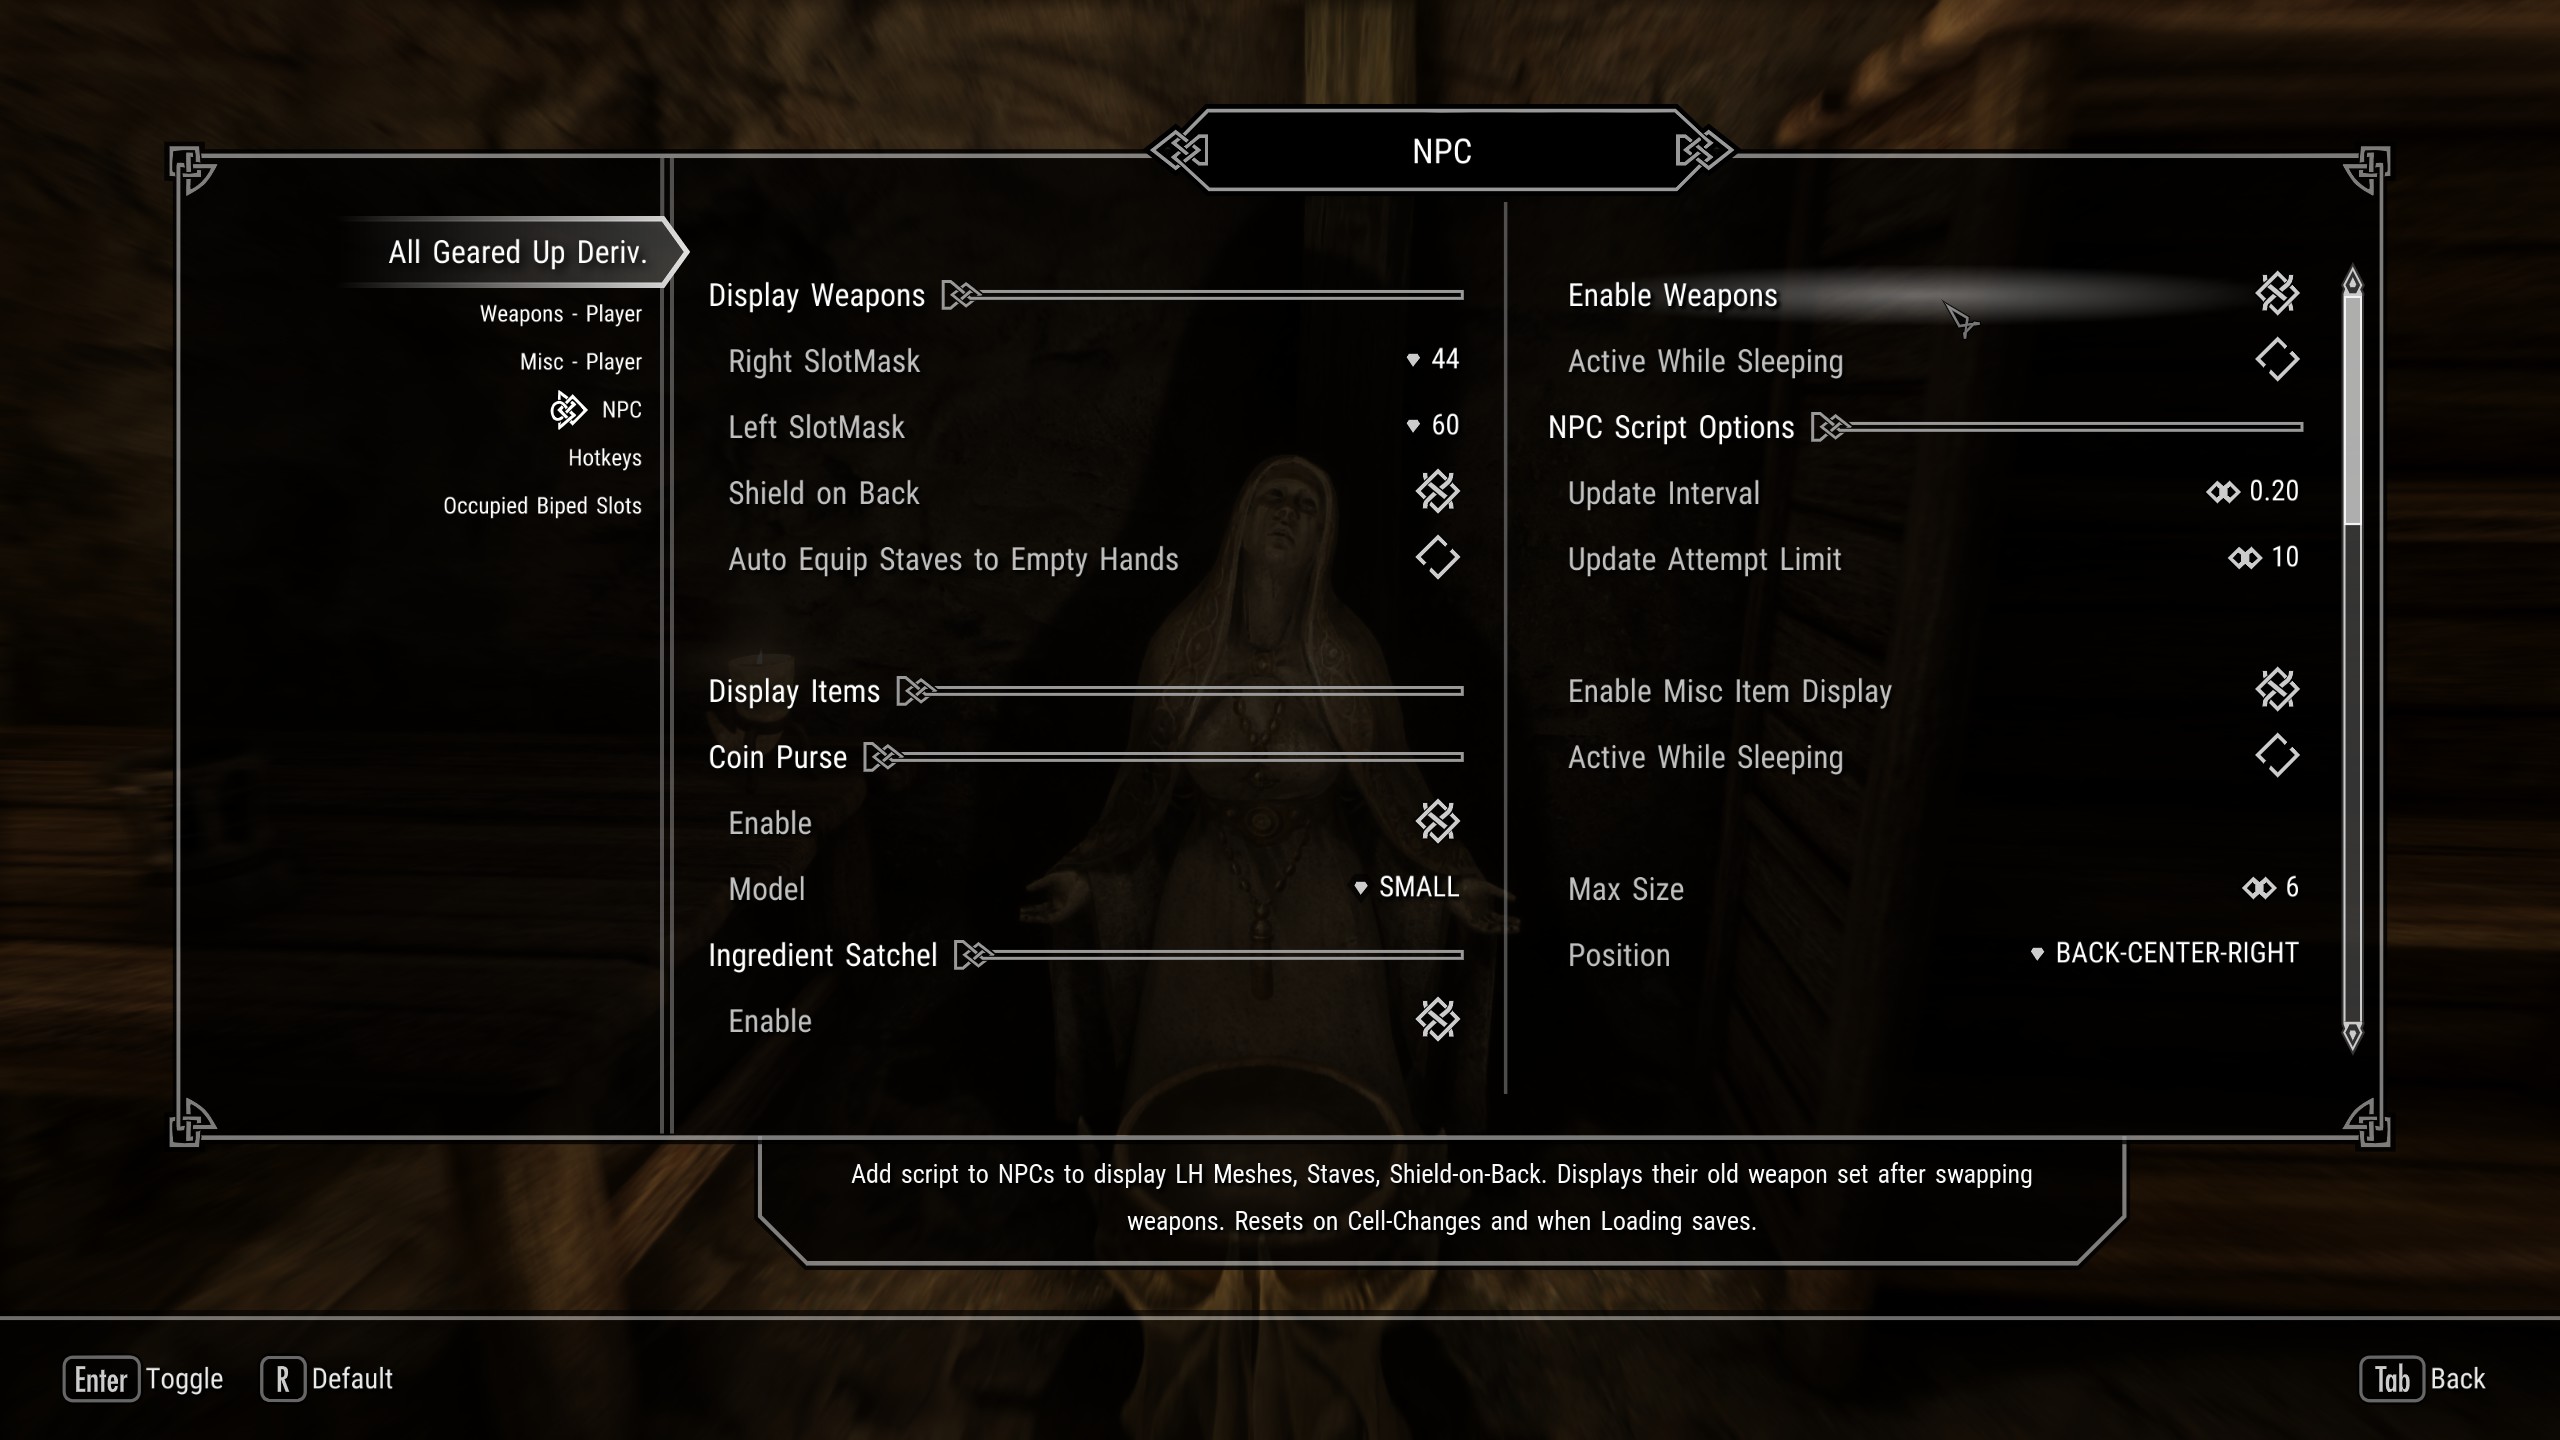 NPC
All Geared Up Deriv.
Weapons - Player
Misc - Player
NPC
Hotkeys
Occupied Biped Slots
Display Weapons
Right SlotMask 44
Left SlotMask 60
Shield on Back
Auto Equip Staves to Empty Hands
Display Items
Coin Purse
Enable
Model SMALL
Ingredient Satchel
Enable
Enable Weapons
Active While Sleeping
NPC Script Options
Update Interval 0.20
Update Attempt Limit 10
Enable Misc Item Display
Active While Sleeping
Max Size 6
Position BACK-CENTER-RIGHT
Add script to NPCs to display LH Meshes, Staves, Shield-on-Back. Displays their old weapon set after swapping
weapons. Resets on Cell-Changes and when Loading saves.
Enter Toggle R Default Tab Back